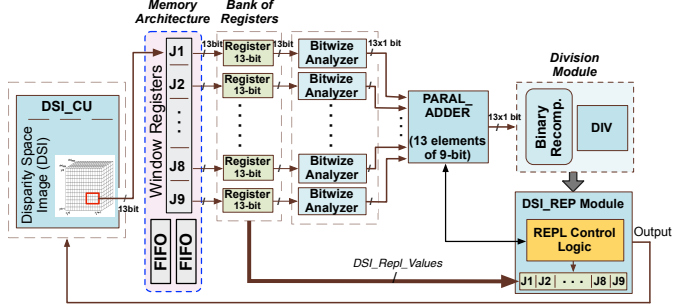 Memory
Architecture
Bank of
Registers
DSI_CU
Disparity Space
Image (DSI)
13bit
Window Registers
J1
J2
J8
J9
FIFO
FIFO
13bit
Register
13-bit
Register
13-bit
Register
13-bit
Register
13-bit
13bit
Bitwize
Analyzer
Bitwize
Analyzer
Bitwize
Analyzer
Bitwize
Analyzer
13x1 bit
PARAL_
ADDER
(13 elements
of 9-bit)
13x1 bit
Division
Module
Binary
Recomp.
DIV
DSI_REP Module
REPL Control
Logic
J1 J2 · · · J8 J9
Output
DSI_Repl_Values